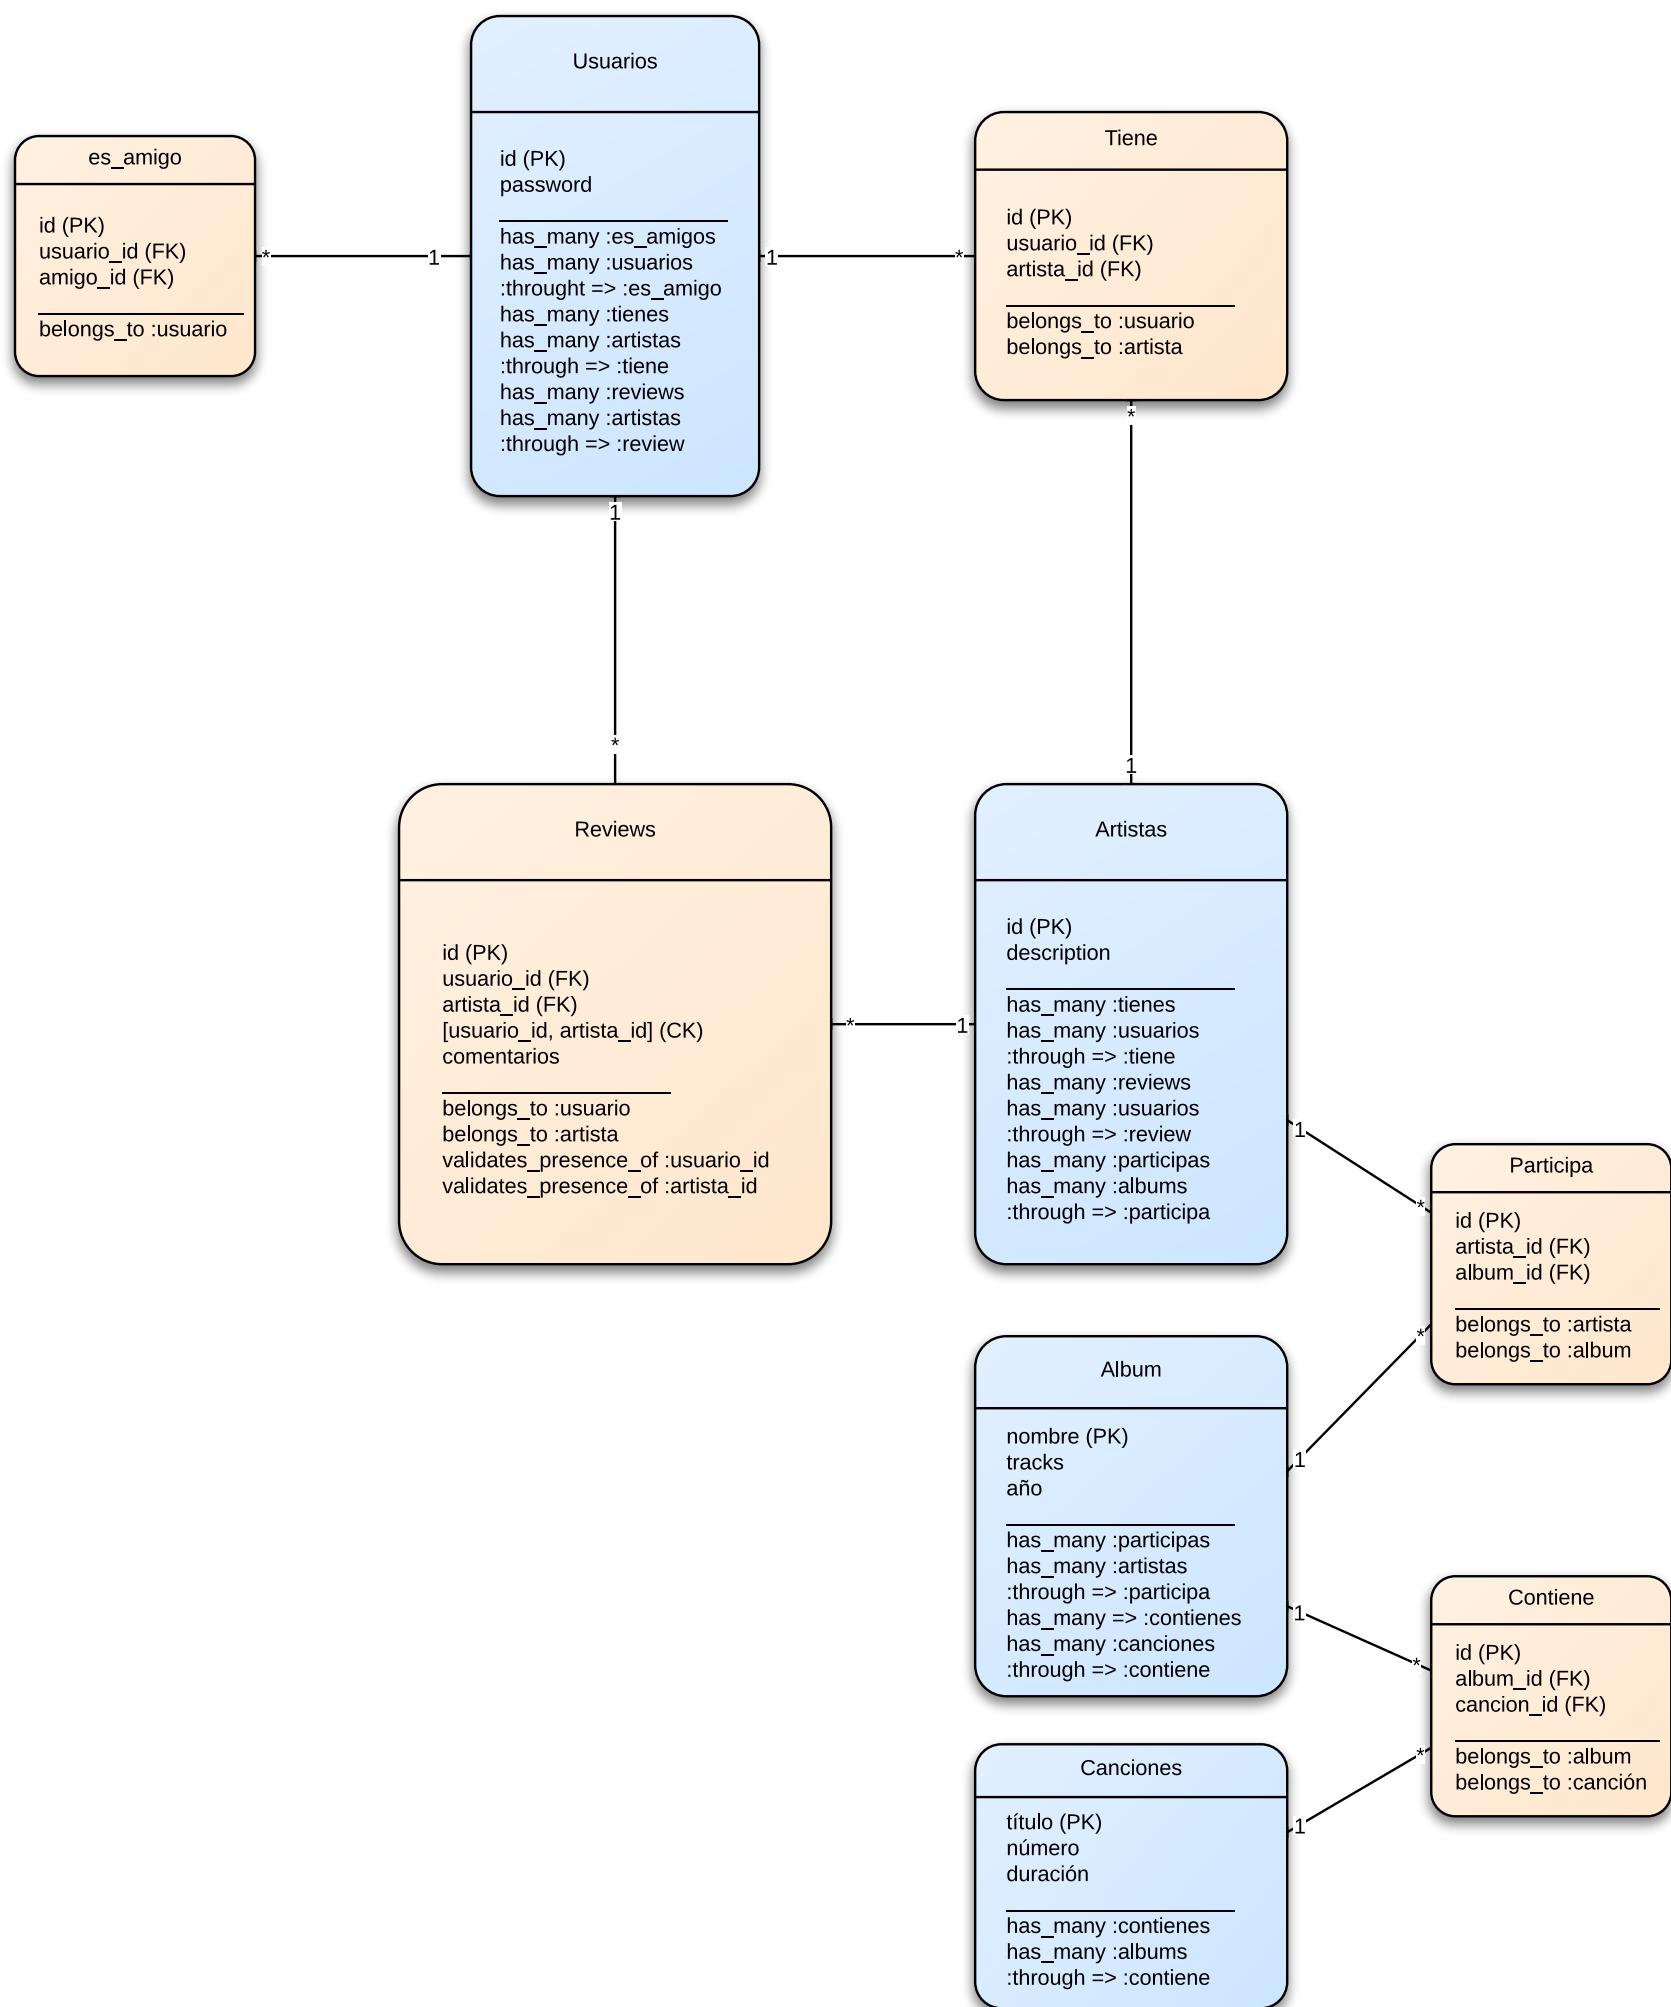 Usuarios
id (PK)
password
has_many :es_amigos
has_many :usuarios
:throught => :es_amigo
has_many :tienes
has_many :artistas
:through => :tiene
has_many :reviews
has_many :artistas
:through => :review
es_amigo
id (PK)
usuario_id (FK)
amigo_id (FK)
belongs_to :usuario
*
1
1
*
Tiene
id (PK)
usuario_id (FK)
artista_id (FK)
belongs_to :usuario
belongs_to :artista
*
1
1
*
Reviews
id (PK)
usuario_id (FK)
artista_id (FK)
[usuario_id, artista_id] (CK)
comentarios
belongs_to :usuario
belongs_to :artista
validates_presence_of :usuario_id
validates_presence_of :artista_id
*
1
Artistas
id (PK)
description
has_many :tienes
has_many :usuarios
:through => :tiene
has_many :reviews
has_many :usuarios
:through => :review
has_many :participas
has_many :albums
:through => :participa
1
*
Participa
id (PK)
artista_id (FK)
album_id (FK)
belongs_to :artista
belongs_to :album
*
1
Album
nombre (PK)
tracks
año
has_many :participas
has_many :artistas
:through => :participa
has_many => :contienes
has_many :canciones
:through => :contiene
1
*
Contiene
id (PK)
album_id (FK)
cancion_id (FK)
belongs_to :album
belongs_to :canción
*
1
Canciones
título (PK)
número
duración
has_many :contienes
has_many :albums
:through => :contiene